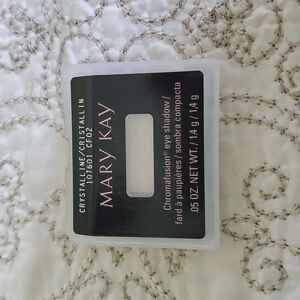 CRYSTALLINE/CRISTALLIN
107601 CF02
MARY KAY
Chromafusion® eye shadow /
fard à paupières / sombra compacta
.05 OZ. NET WT. / 1,4 g / 1,4 g